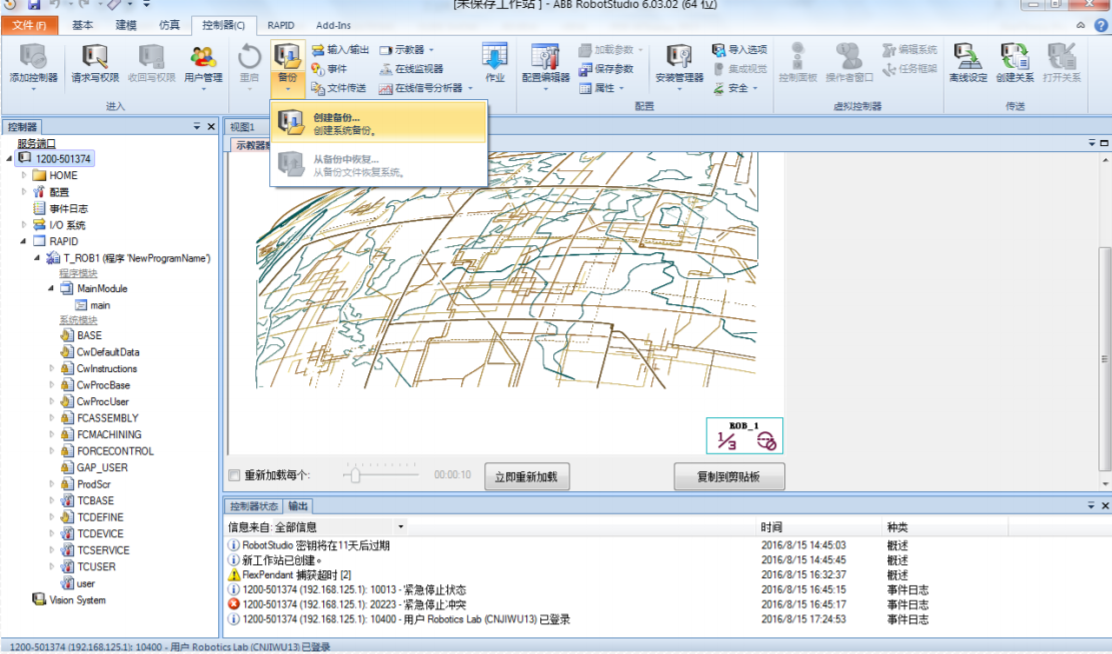 [未保存工作站] - ABB RobotStudio 6.03.02 (64 位)
文件(F) 基本 建模 仿真 控制器(C) RAPID Add-Ins
添加控制器 请求写权限 收回写权限 用户管理 重启 备份 输入/输出 示教器 作业 配置编辑器 加载参数 安装管理器 导入选项 控制面板 操作者窗口 编辑系统 离线设定 创建关系 打开关系
事件 在线监视器 保存参数 集成视觉 任务框架
文件传送 在线信号分析器 属性 安全
进入 配置 虚拟控制器 传送
创建备份...
创建系统备份。
从备份中恢复...
从备份文件恢复系统。
控制器 视图1
服务端口
1200-501374
HOME
配置
事件日志
I/O 系统
RAPID
T_ROB1 (程序 'NewProgramName')
程序模块
MainModule
main
系统模块
BASE
CwDefaultData
CwInstructions
CwProcBase
CwProcUser
FCASSEMBLY
FCMACHINING
FORCECONTROL
GAP_USER
ProdScr
TCBASE
TCDEFINE
TCDEVICE
TCSERVICE
TCUSER
user
Vision System
示教器
ROB_1
1/3
重新加载每个: 00:00:10 立即重新加载 复制到剪贴板
控制器状态 输出
信息来自: 全部信息 时间 种类
RobotStudio 密钥将在11天后过期 2016/8/15 14:45:03 概述
新工作站已创建。 2016/8/15 14:45:45 概述
FlexPendant 捕获超时 [2] 2016/8/15 16:32:37 概述
1200-501374 (192.168.125.1): 10013 - 紧急停止状态 2016/8/15 16:45:15 事件日志
1200-501374 (192.168.125.1): 20223 - 紧急停止冲突 2016/8/15 16:45:17 事件日志
1200-501374 (192.168.125.1): 10400 - 用户 Robotics Lab (CNJIWU13) 已登录 2016/8/15 17:24:53 事件日志
1200-501374 (192.168.125.1): 10400 - 用户 Robotics Lab (CNJIWU13) 已登录